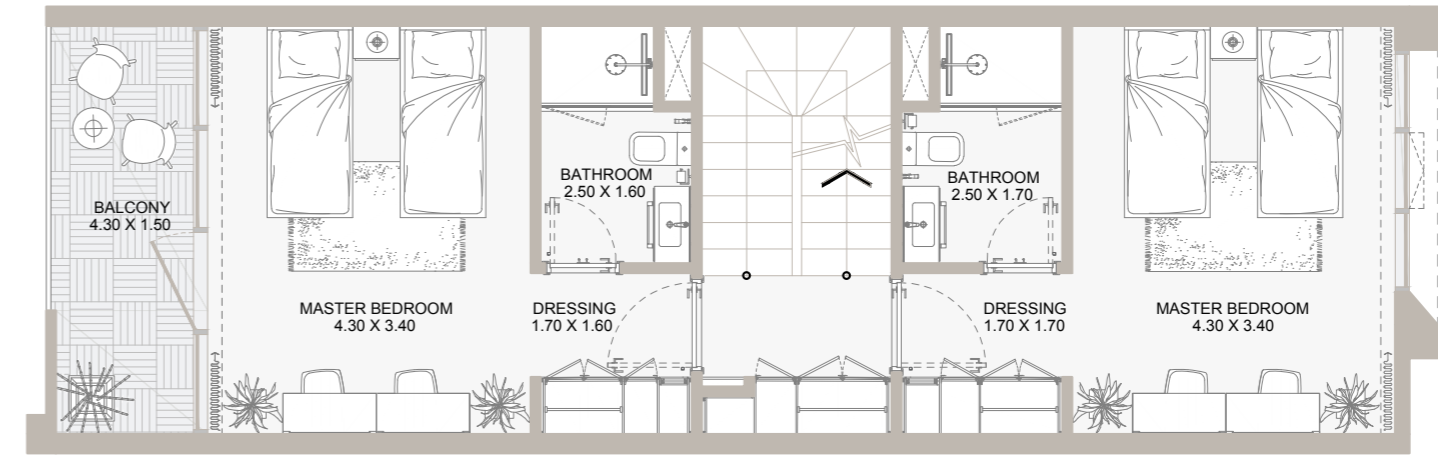 BALCONY
4.30 X 1.50
MASTER BEDROOM
4.30 X 3.40
BATHROOM
2.50 X 1.60
DRESSING
1.70 X 1.60
BATHROOM
2.50 X 1.70
DRESSING
1.70 X 1.70
MASTER BEDROOM
4.30 X 3.40